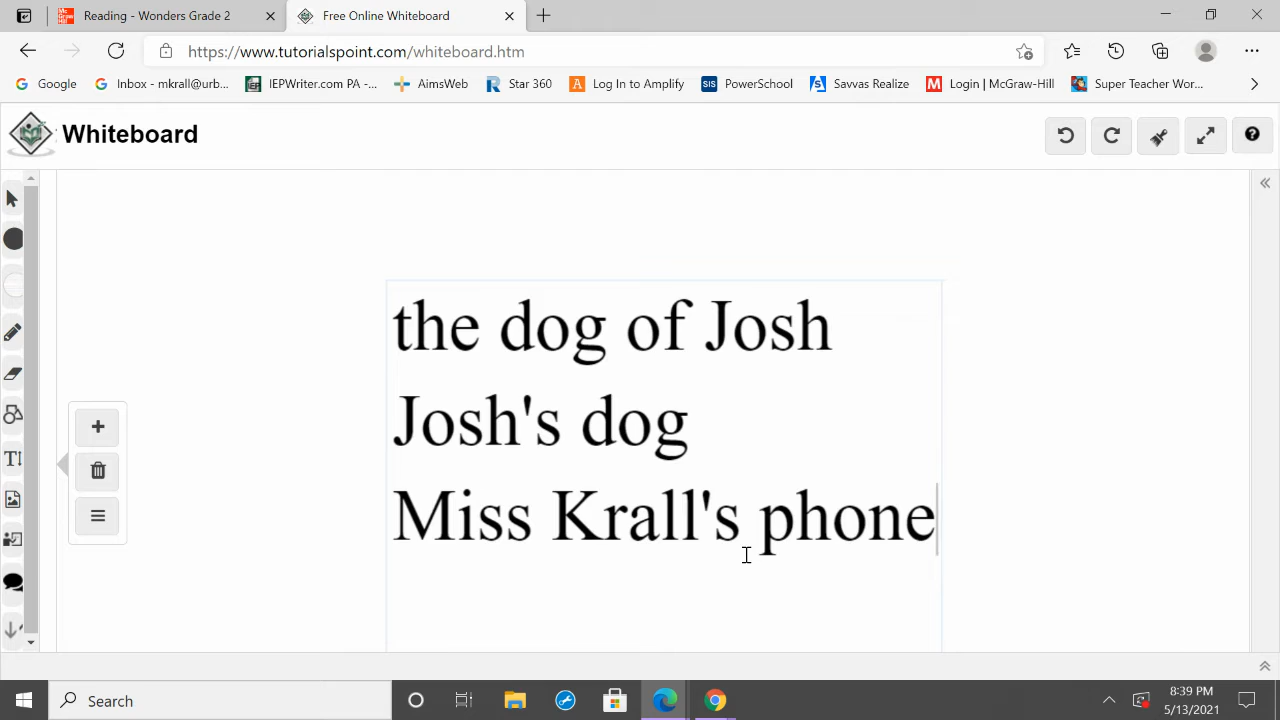 Reading - Wonders Grade 2:
Free Online Whiteboard
https://www.tutorialspoint.com/whiteboard.htm
Google
Inbox - mkrall@urb...
IEPWriter.com PA -...
AimsWeb
Star 360
Log In to Amplify
SIS
PowerSchool
Savvas Realize
Login | McGraw-Hill
Super Teacher Wor...
Whiteboard
the dog of Josh
Josh's dog
Miss Krall's phone
Search
8:39 PM
5/13/2021